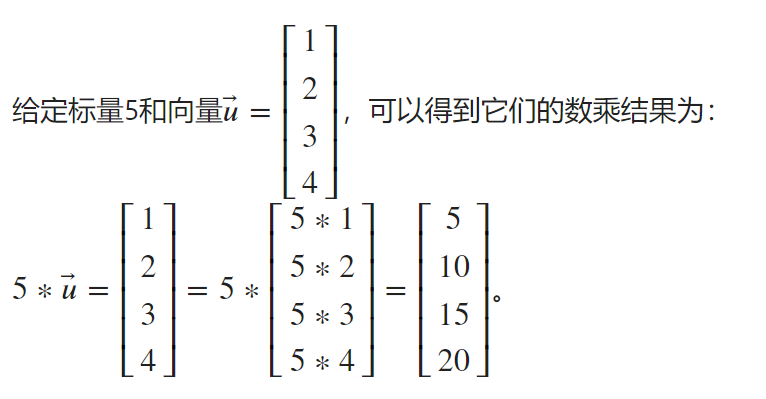 给定标量5和向量$\vec{u} = \begin{bmatrix} 1 \\ 2 \\ 3 \\ 4 \end{bmatrix}$，可以得到它们的数乘结果为：
$5 * \vec{u} = \begin{bmatrix} 1 \\ 2 \\ 3 \\ 4 \end{bmatrix} = 5 * \begin{bmatrix} 5 * 1 \\ 5 * 2 \\ 5 * 3 \\ 5 * 4 \end{bmatrix} = \begin{bmatrix} 5 \\ 10 \\ 15 \\ 20 \end{bmatrix}$。